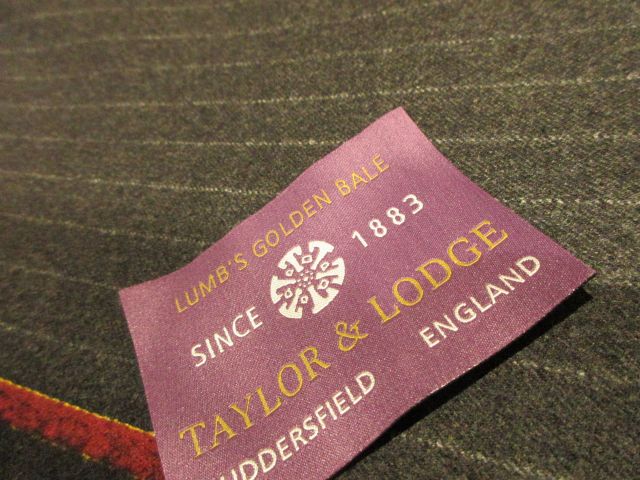 LUMB'S GOLDEN BALE
SINCE 1883
TAYLOR & LODGE
UDDERSFIELD ENGLAND